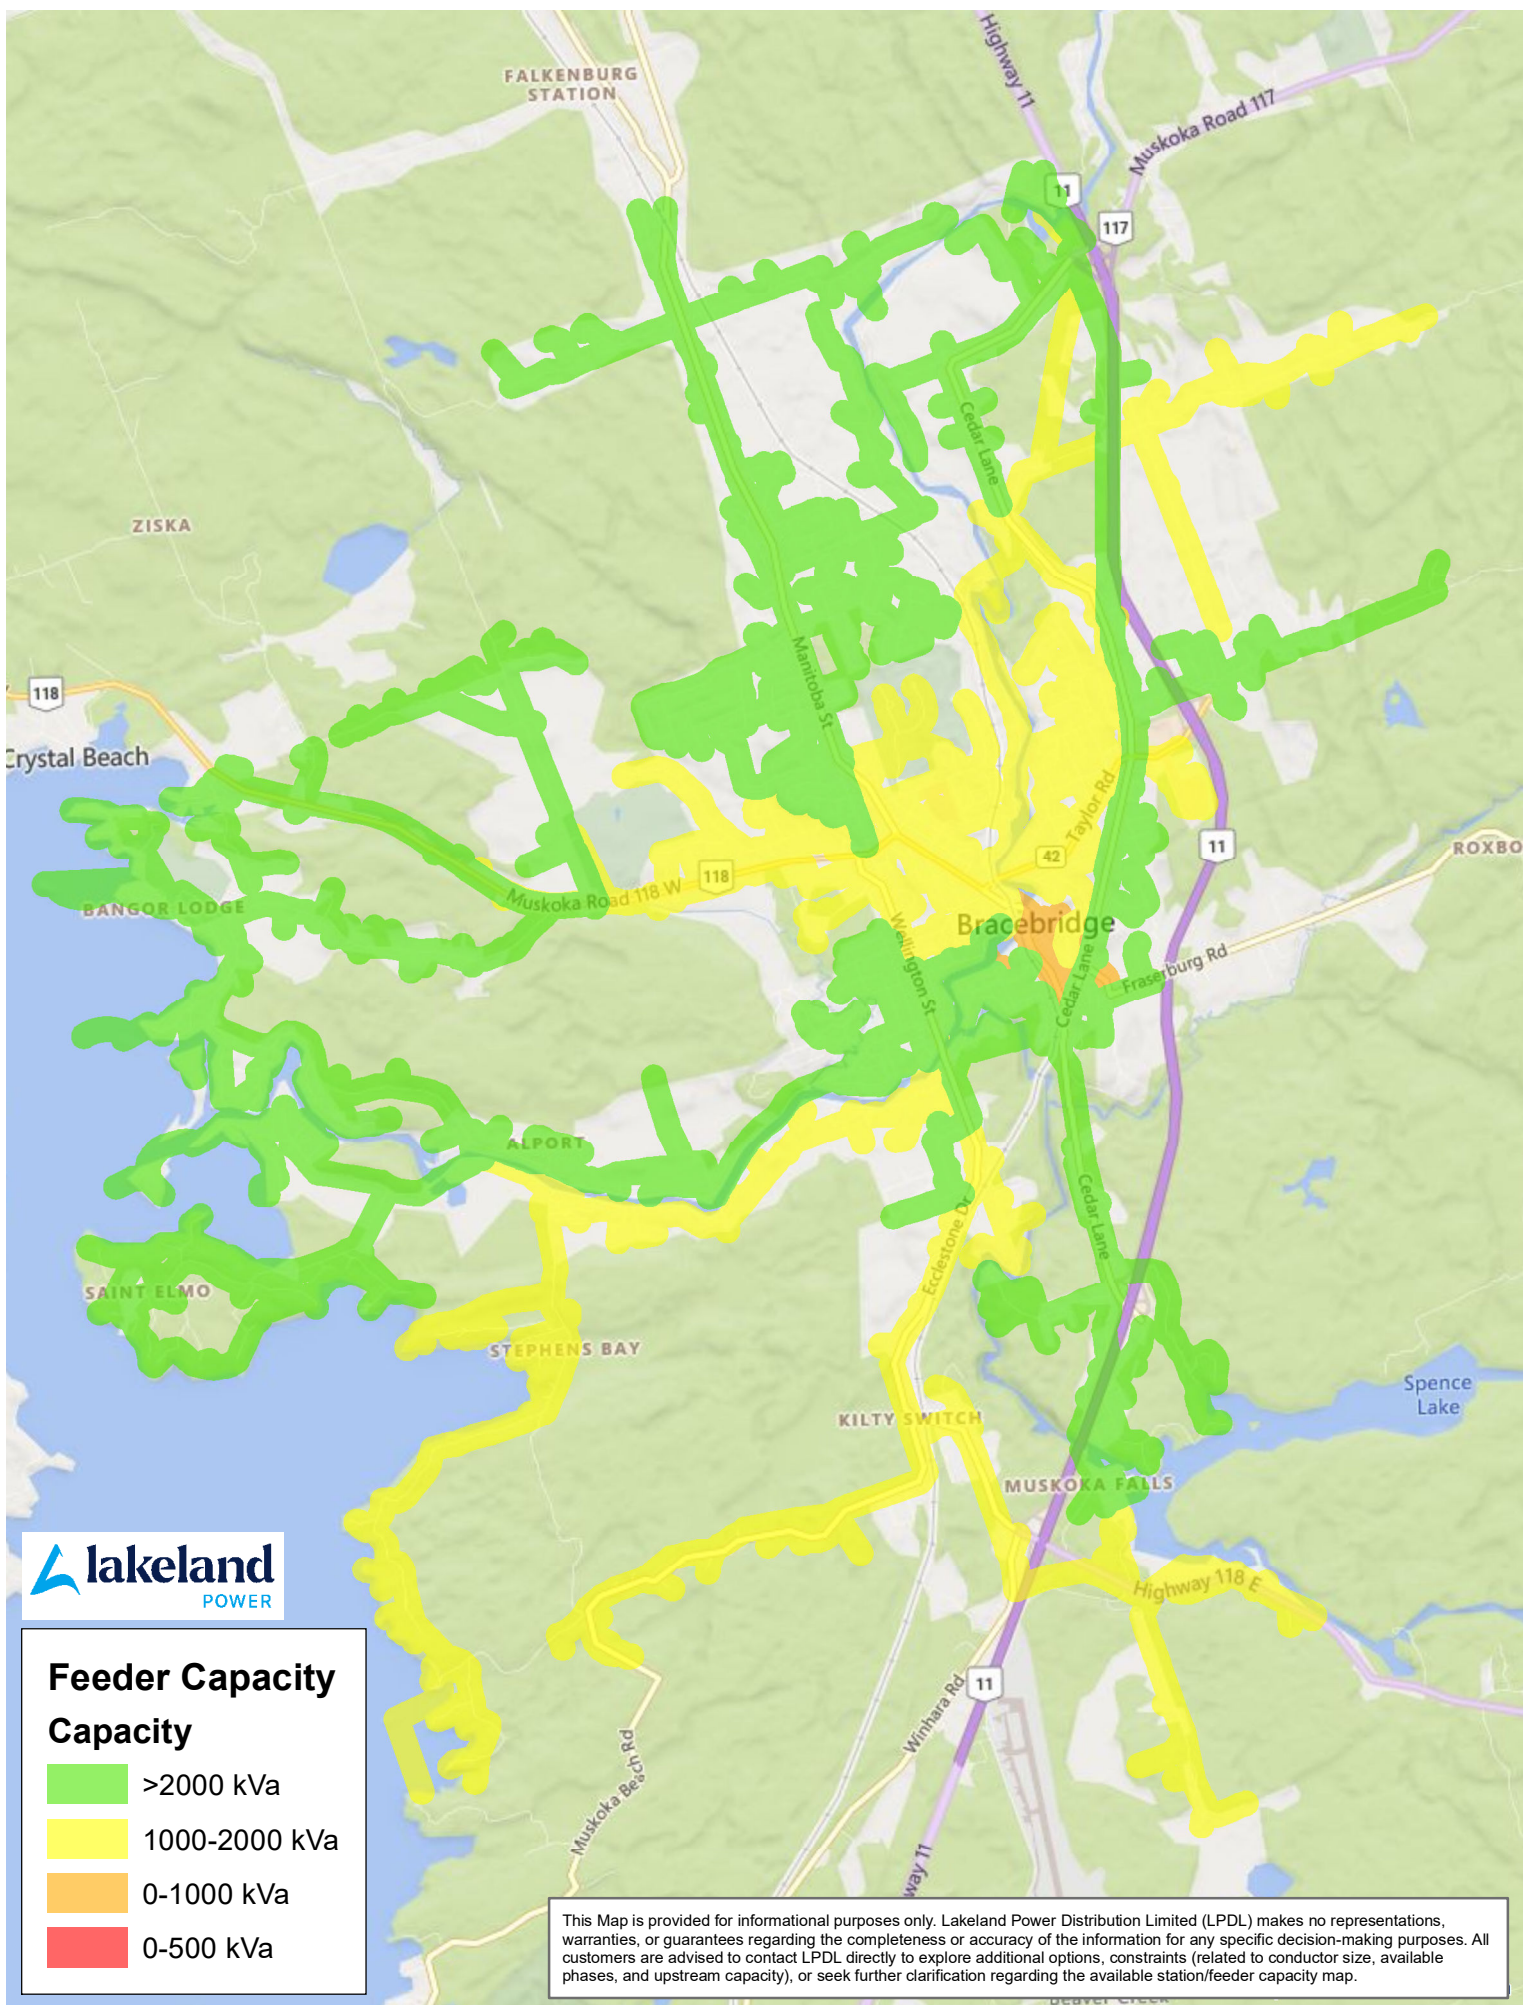 Highway 11
FALKENBURG
STATION
Muskoka Road 117
11
117
Cedar Lane
ZISKA
118
Manitoba St
Crystal Beach
Taylor Rd
42
11
ROXBO
118
Muskoka Road 118 W
BANGOR LODGE
Wellington St
Bracebridge
Cedar Lane
Fraserburg Rd
ALPORT
Cedar Lane
Ecclestone Dr
SAINT ELMO
STEPHENS BAY
Spence
Lake
KILTY SWITCH
MUSKOKA FALLS
Highway 118 E
lakeland
POWER
Feeder Capacity
Capacity
>2000 kVa
1000-2000 kVa
0-1000 kVa
0-500 kVa
11
Winhara Rd
Muskoka Beach Rd
way 11
This Map is provided for informational purposes only. Lakeland Power Distribution Limited (LPDL) makes no representations,
warranties, or guarantees regarding the completeness or accuracy of the information for any specific decision-making purposes. All
customers are advised to contact LPDL directly to explore additional options, constraints (related to conductor size, available
phases, and upstream capacity), or seek further clarification regarding the available station/feeder capacity map.
Beaver Creek